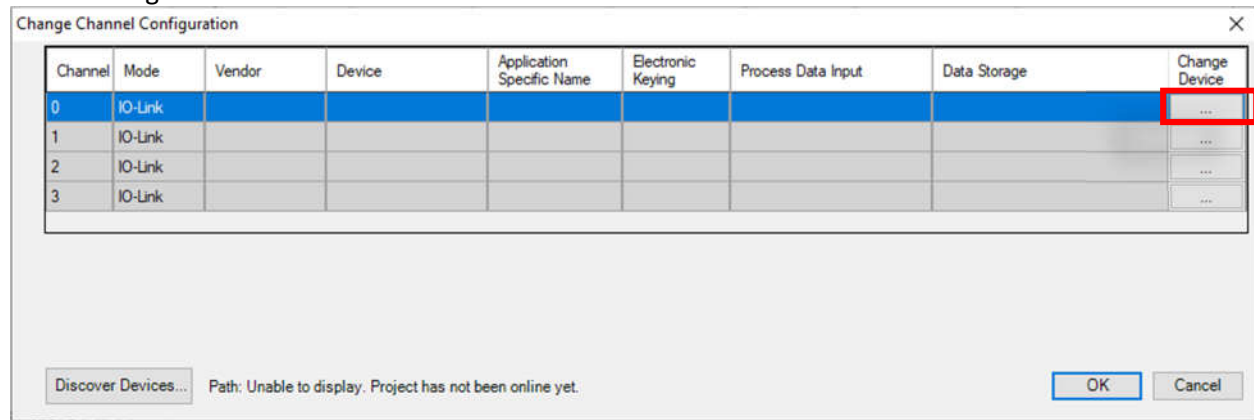 Change Channel Configuration
Channel Mode Vendor Device Application Specific Name Electronic Keying Process Data Input Data Storage Change Device
0 IO-Link ...
1 IO-Link ...
2 IO-Link ...
3 IO-Link ...
Discover Devices... Path: Unable to display. Project has not been online yet. OK Cancel